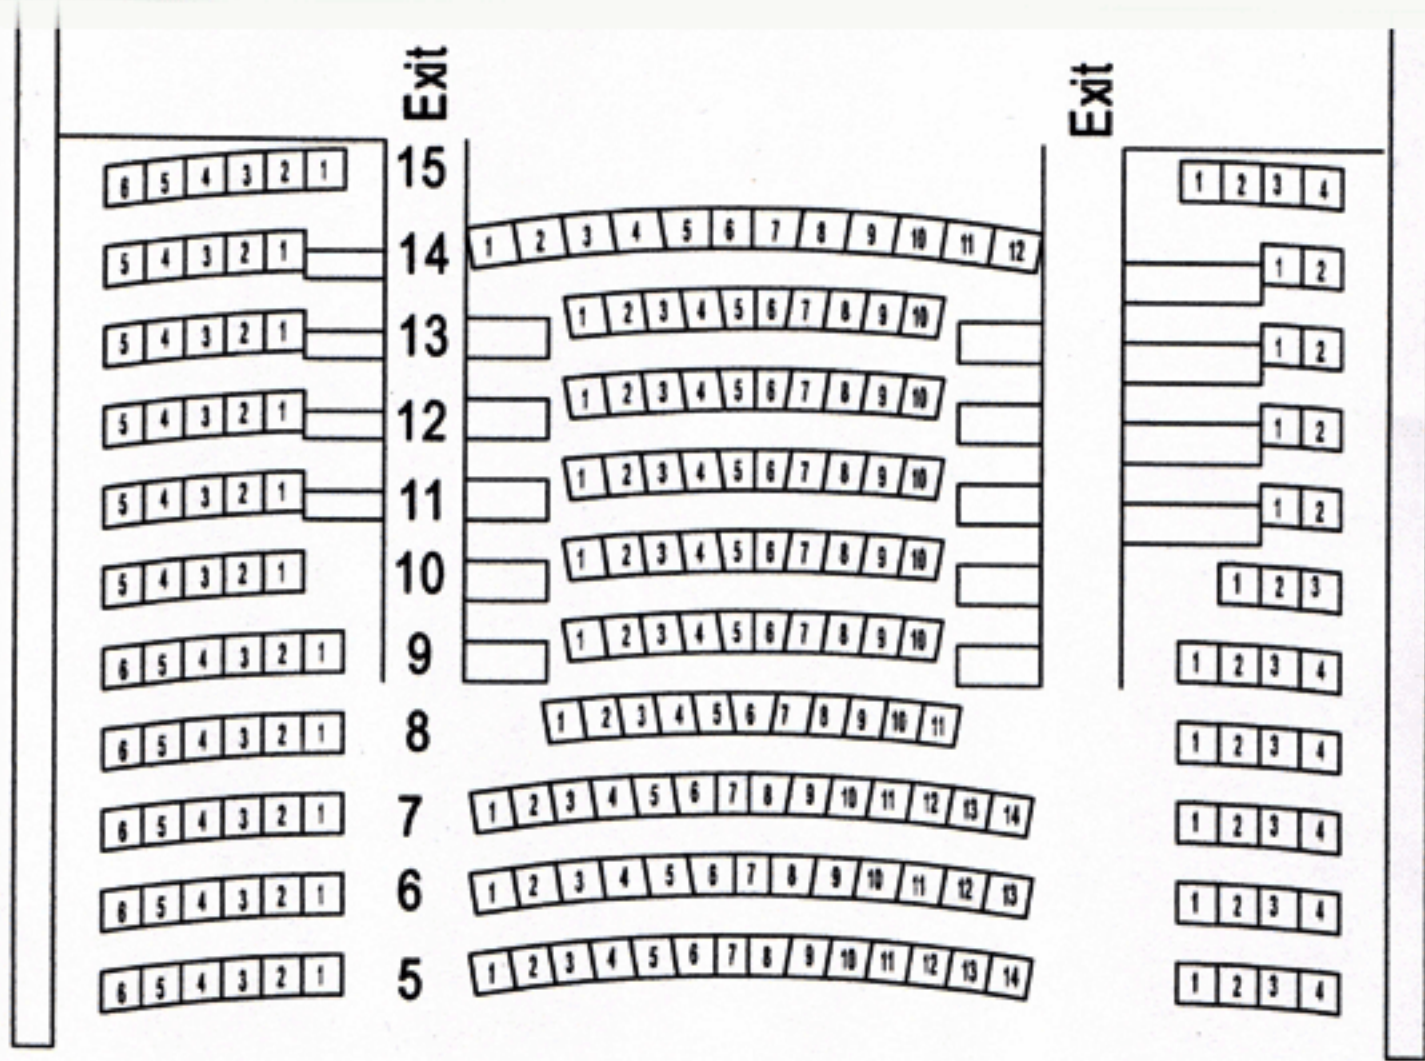 Exit
Exit
6 5 4 3 2 1 15 1 2 3 4
5 4 3 2 1 14 1 2 3 4 5 6 7 8 9 10 11 12 1 2
5 4 3 2 1 13 1 2 3 4 5 6 7 8 9 10 1 2
5 4 3 2 1 12 1 2 3 4 5 6 7 8 9 10 1 2
5 4 3 2 1 11 1 2 3 4 5 6 7 8 9 10 1 2
5 4 3 2 1 10 1 2 3 4 5 6 7 8 9 10 1 2 3
6 5 4 3 2 1 9 1 2 3 4 5 6 7 8 9 10 1 2 3 4
6 5 4 3 2 1 8 1 2 3 4 5 6 7 8 9 10 11 1 2 3 4
6 5 4 3 2 1 7 1 2 3 4 5 6 7 8 9 10 11 12 13 14 1 2 3 4
6 5 4 3 2 1 6 1 2 3 4 5 6 7 8 9 10 11 12 13 1 2 3 4
6 5 4 3 2 1 5 1 2 3 4 5 6 7 8 9 10 11 12 13 14 1 2 3 4